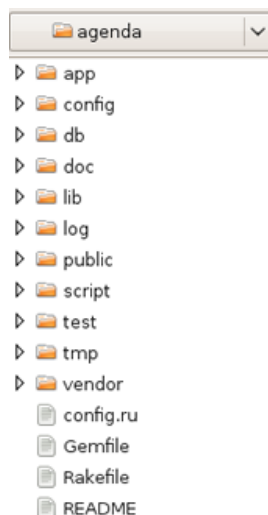 agenda
app
config
db
doc
lib
log
public
script
test
tmp
vendor
config.ru
Gemfile
Rakefile
README